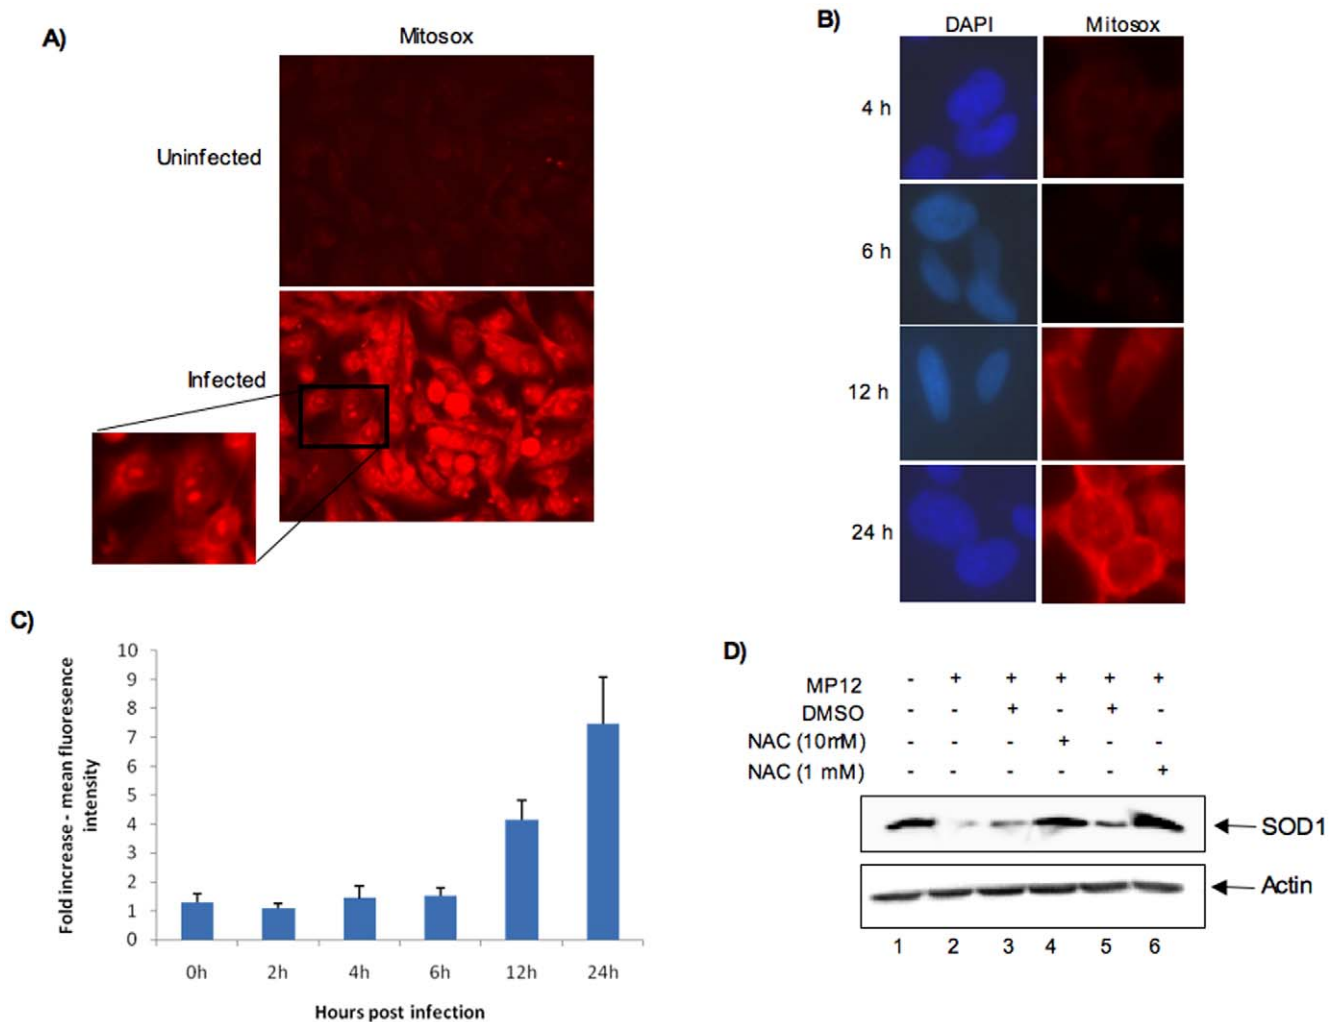 A)
Mitosox
Uninfected
Infected
B)
DAPI Mitosox
4 h
6 h
12 h
24 h
C)
Fold increase - mean fluoresence
intensity
10
9
8
7
6
5
4
3
2
1
0
0h 2h 4h 6h 12h 24h
Hours post infection
D)
MP12 - + + + + +
DMSO - - + - + -
NAC (10mM) - - - + - -
NAC (1 mM) - - - - - +
SOD1
Actin
1 2 3 4 5 6